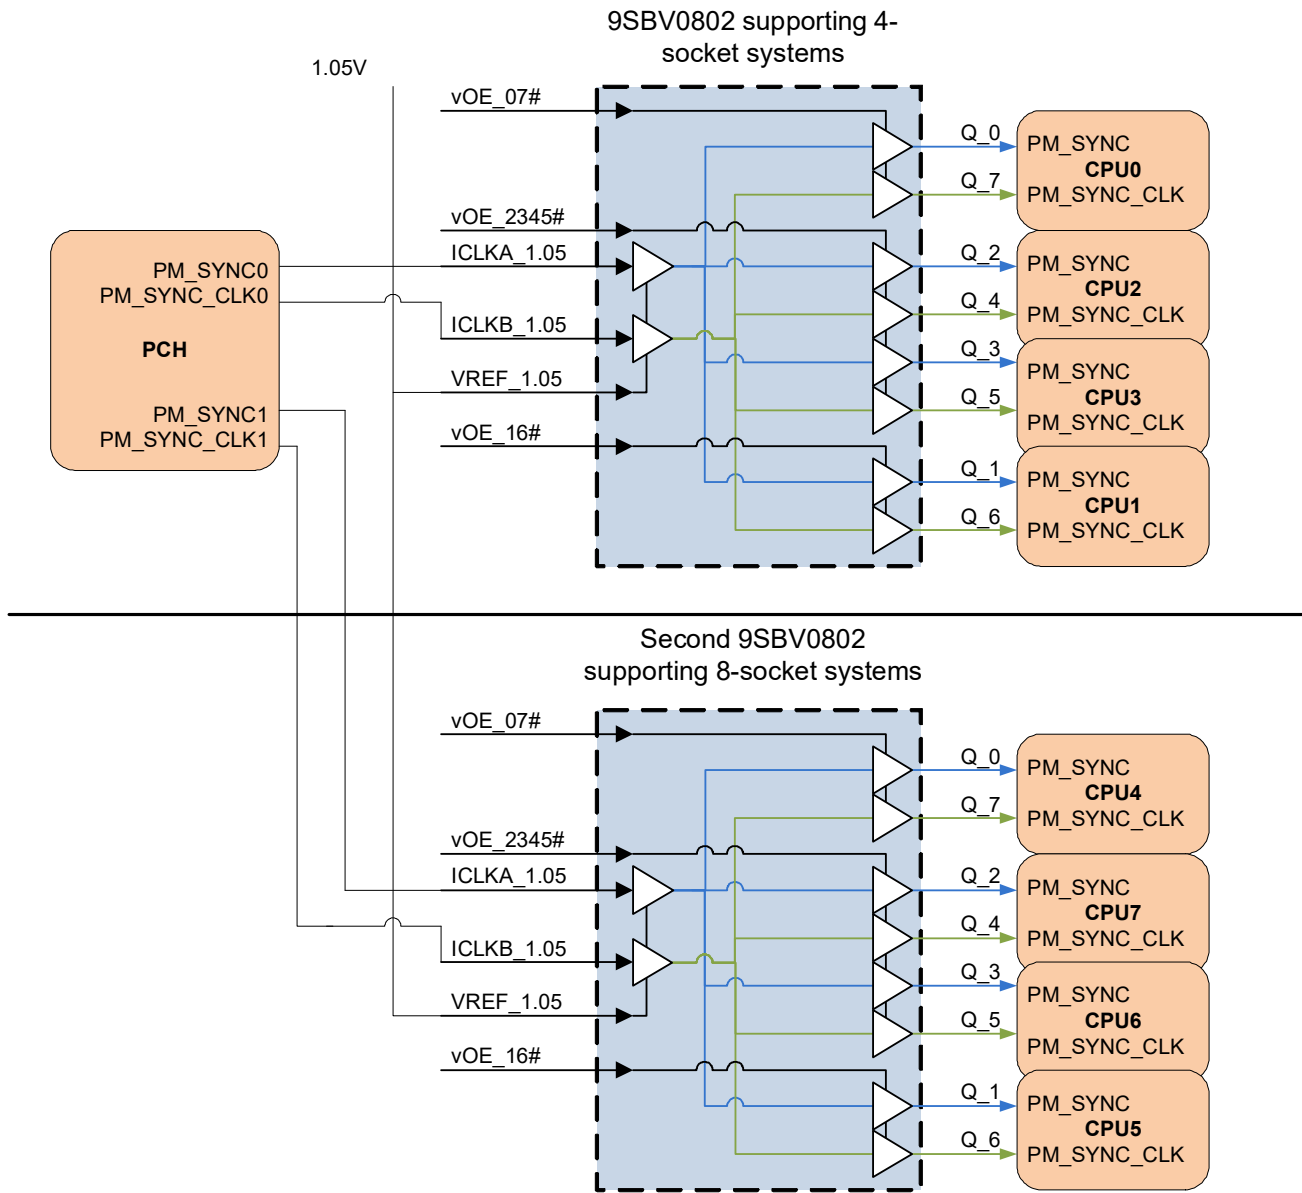 9SBV0802 supporting 4-
socket systems
1.05V
vOE_07#
vOE_2345#
ICLKA_1.05
ICLKB_1.05
VREF_1.05
vOE_16#
PM_SYNC0
PM_SYNC_CLK0
PCH
PM_SYNC1
PM_SYNC_CLK1
Q_0
Q_7
Q_2
Q_4
Q_3
Q_5
Q_1
Q_6
PM_SYNC
CPU0
PM_SYNC_CLK
PM_SYNC
CPU2
PM_SYNC_CLK
PM_SYNC
CPU3
PM_SYNC_CLK
PM_SYNC
CPU1
PM_SYNC_CLK
Second 9SBV0802
supporting 8-socket systems
vOE_07#
vOE_2345#
ICLKA_1.05
ICLKB_1.05
VREF_1.05
vOE_16#
Q_0
Q_7
Q_2
Q_4
Q_3
Q_5
Q_1
Q_6
PM_SYNC
CPU4
PM_SYNC_CLK
PM_SYNC
CPU7
PM_SYNC_CLK
PM_SYNC
CPU6
PM_SYNC_CLK
PM_SYNC
CPU5
PM_SYNC_CLK